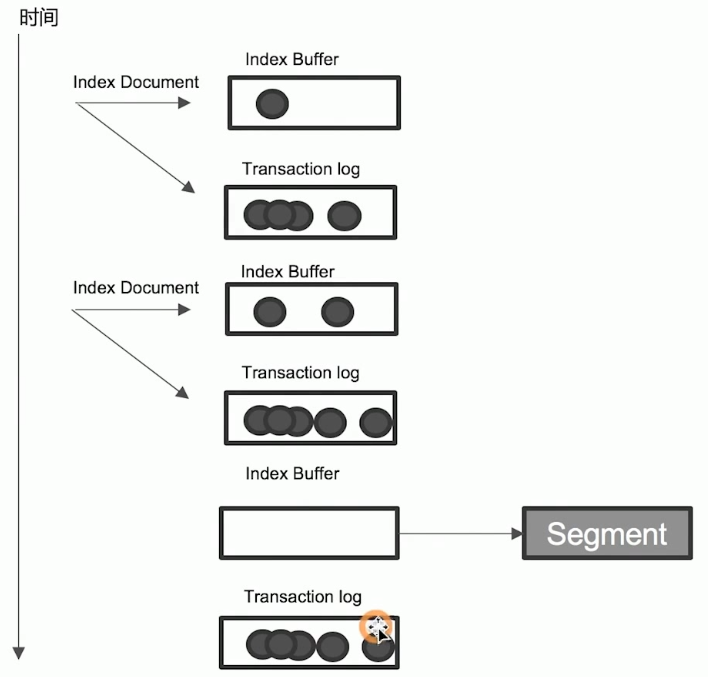 时间
Index Buffer
Index Document
Transaction log
Index Buffer
Index Document
Transaction log
Index Buffer
Segment
Transaction log